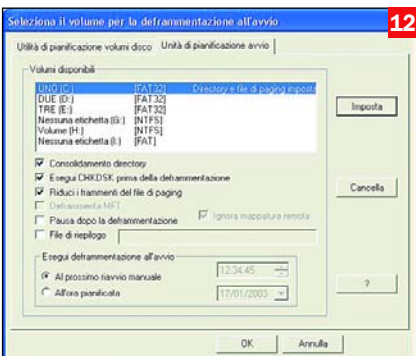 Seleziona il volume per la deframmentazione all'avvio
12
Utilità di pianificazione volumi disco Unità di pianificazione avvio
Volumi disponibili
UNO (C:) [FAT32] Directory e file di paging imposta
DUE (D:) [FAT32]
TRE (E:) [FAT32]
Nessuna etichetta (G:) [NTFS]
Volume (H:) [NTFS]
Nessuna etichetta (I:) [FAT]
Imposta
Consolidamento directory
Esegui CHKDSK prima della deframmentazione
Riduci i frammenti del file di paging
Cancella
Deframmenta MFT
Pausa dopo la deframmentazione
Ignora mappatura remota
File di riepilogo
Esegui deframmentazione all'avvio
Al prossimo riavvio manuale
12.34.45
All'ora pianificata
17/01/2003
?
OK Annulla